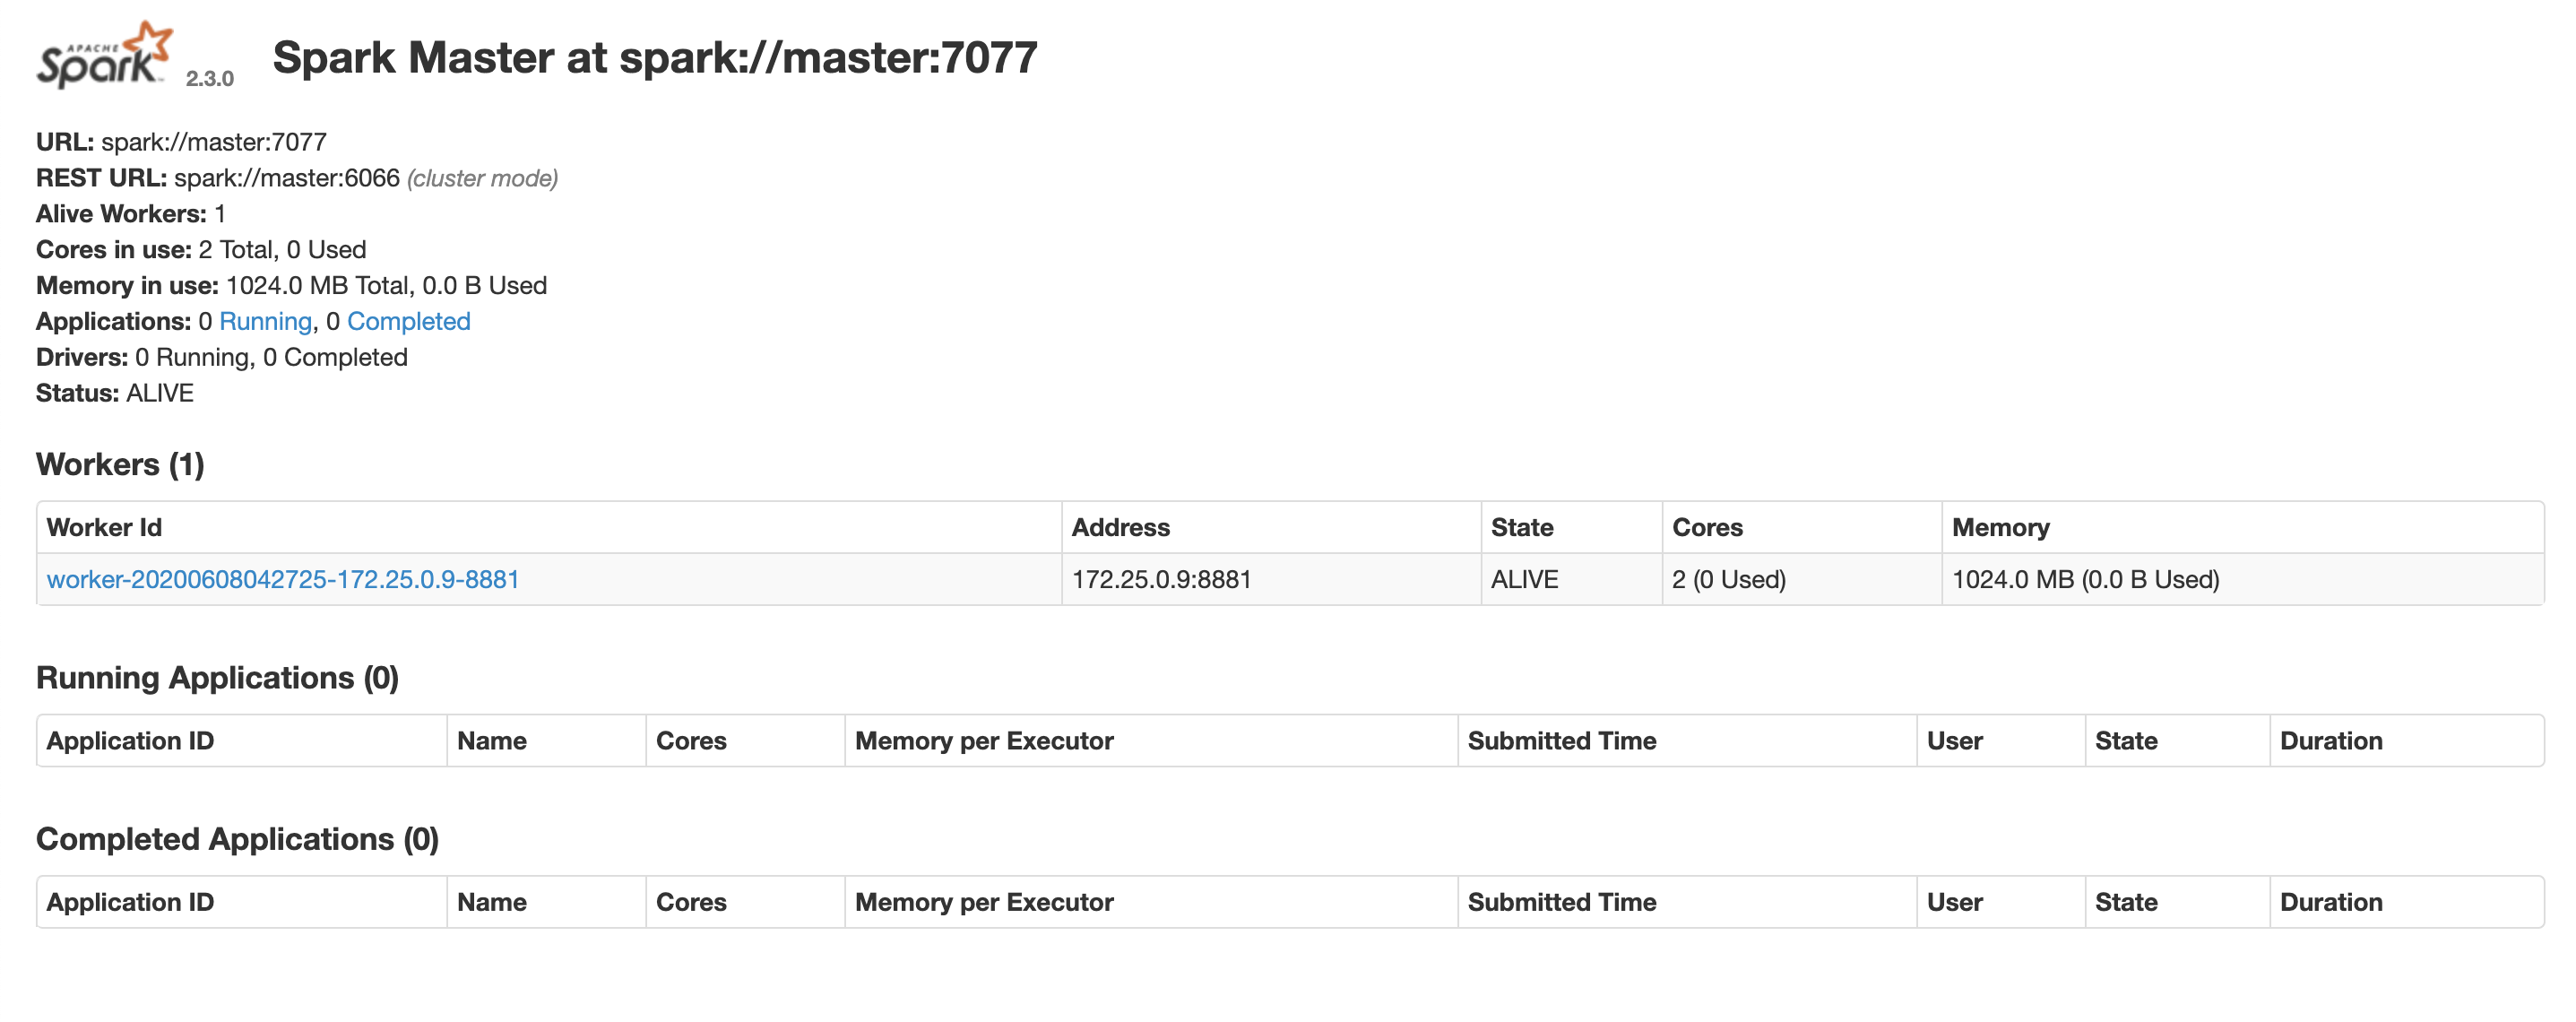 APACHE
Spark™ 2.3.0 Spark Master at spark://master:7077
URL: spark://master:7077
REST URL: spark://master:6066 (cluster mode)
Alive Workers: 1
Cores in use: 2 Total, 0 Used
Memory in use: 1024.0 MB Total, 0.0 B Used
Applications: 0 Running, 0 Completed
Drivers: 0 Running, 0 Completed
Status: ALIVE
Workers (1)
Worker Id Address State Cores Memory
worker-20200608042725-172.25.0.9-8881 172.25.0.9:8881 ALIVE 2 (0 Used) 1024.0 MB (0.0 B Used)
Running Applications (0)
Application ID Name Cores Memory per Executor Submitted Time User State Duration
Completed Applications (0)
Application ID Name Cores Memory per Executor Submitted Time User State Duration